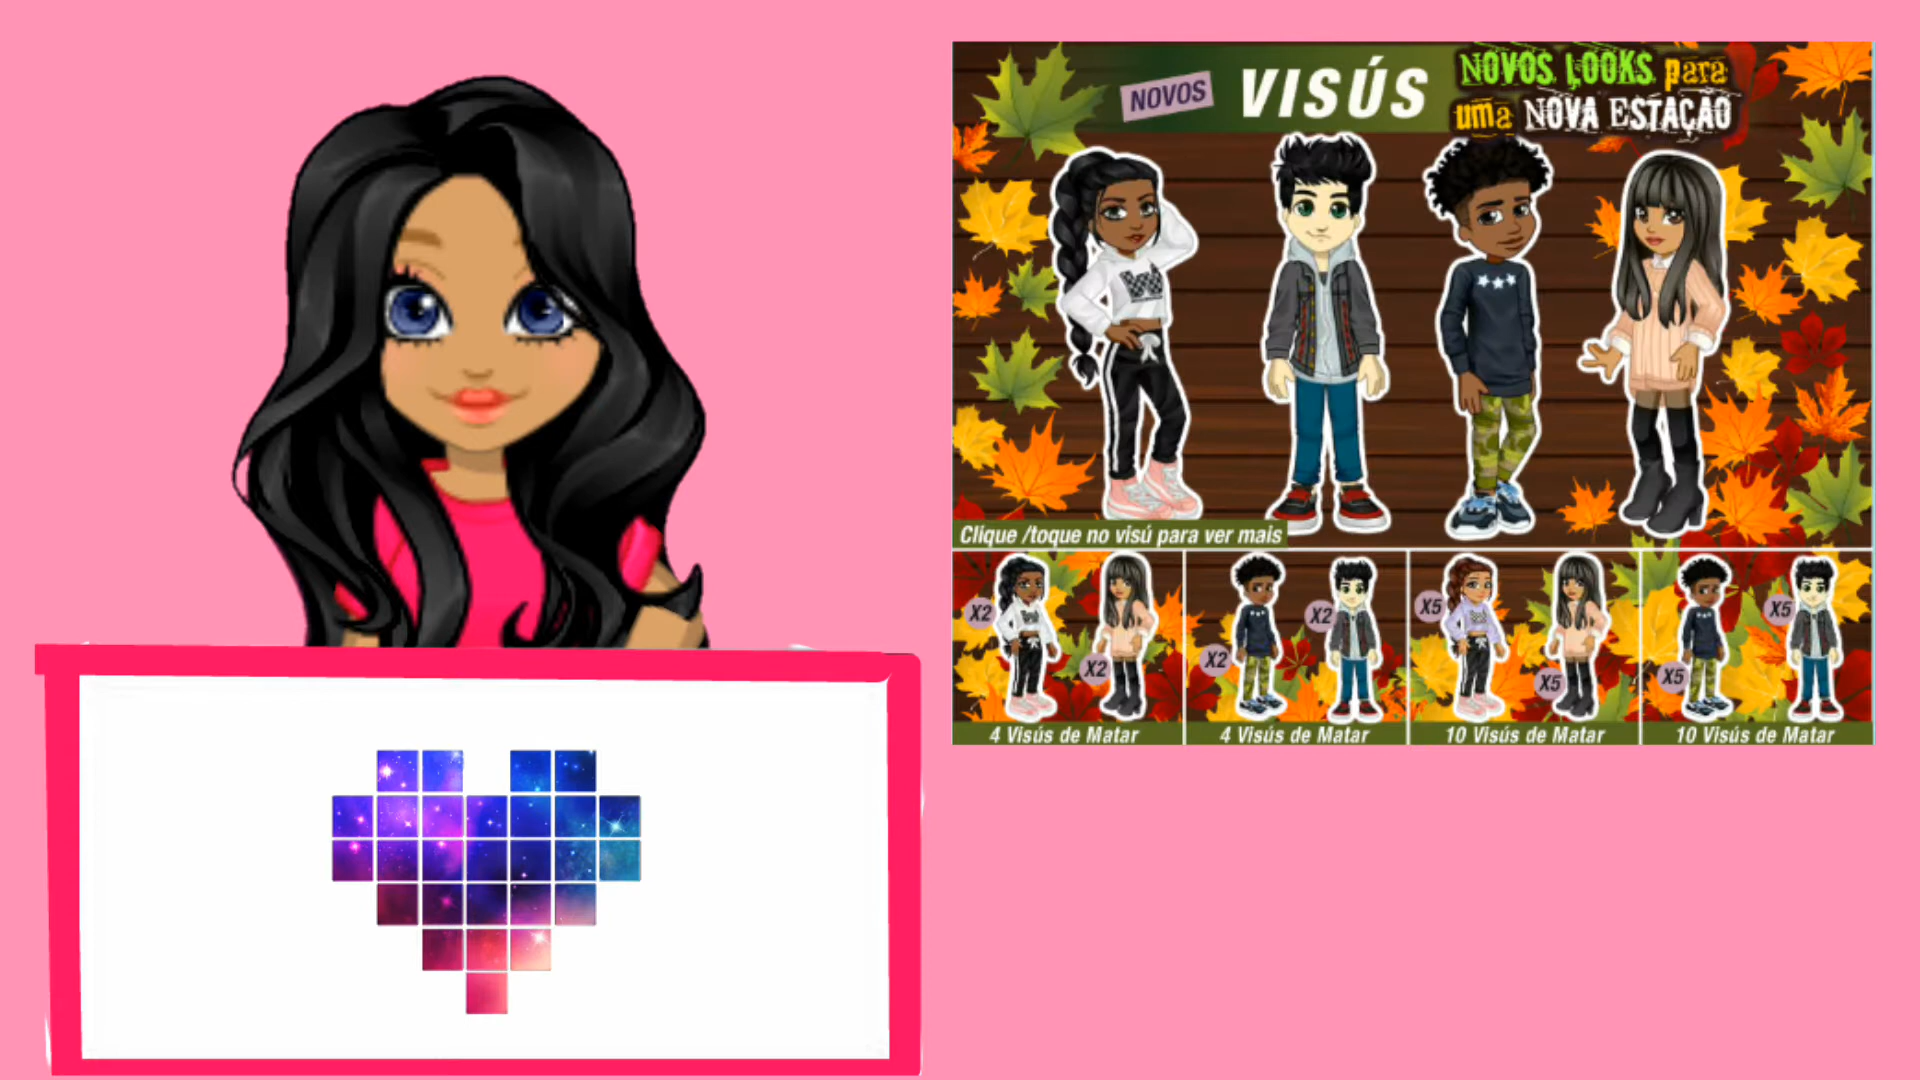 NOVOS VISÚS
NOVOS LOOKS para
uma NOVA ESTAÇÃO
Clique /toque no visú para ver mais
X2
X2
4 Visús de Matar
X2
X2
4 Visús de Matar
X5
X5
10 Visús de Matar
X5
X5
10 Visús de Matar